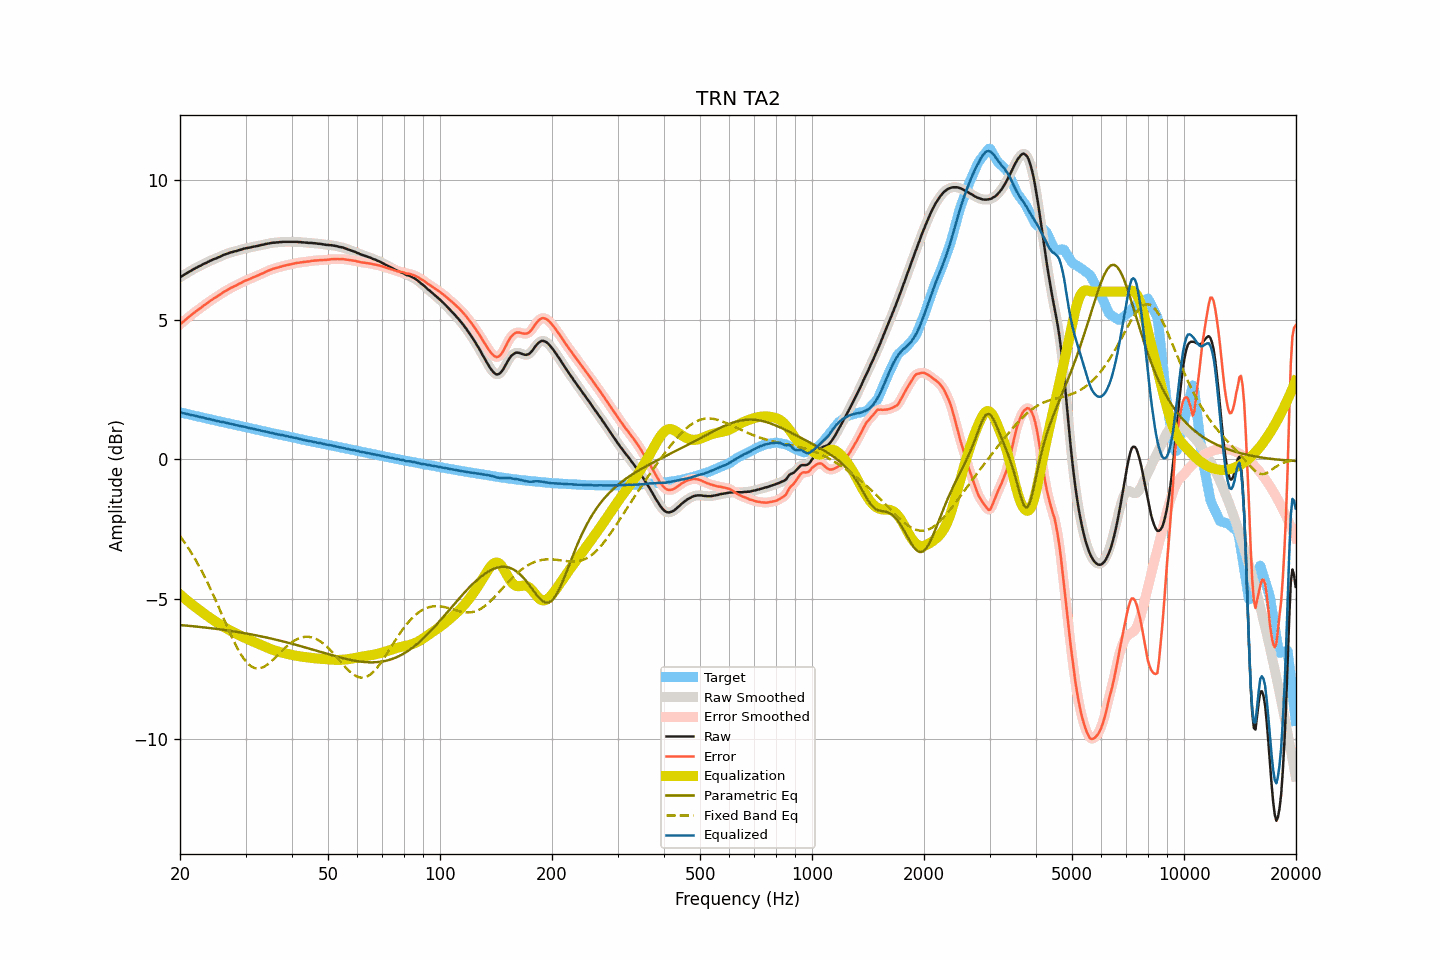 TRN TA2
Amplitude (dBr)
10
5
0
−5
−10
Target
Raw Smoothed
Error Smoothed
Raw
Error
Equalization
Parametric Eq
Fixed Band Eq
Equalized
20 50 100 200 500 1000 2000 5000 10000 20000
Frequency (Hz)